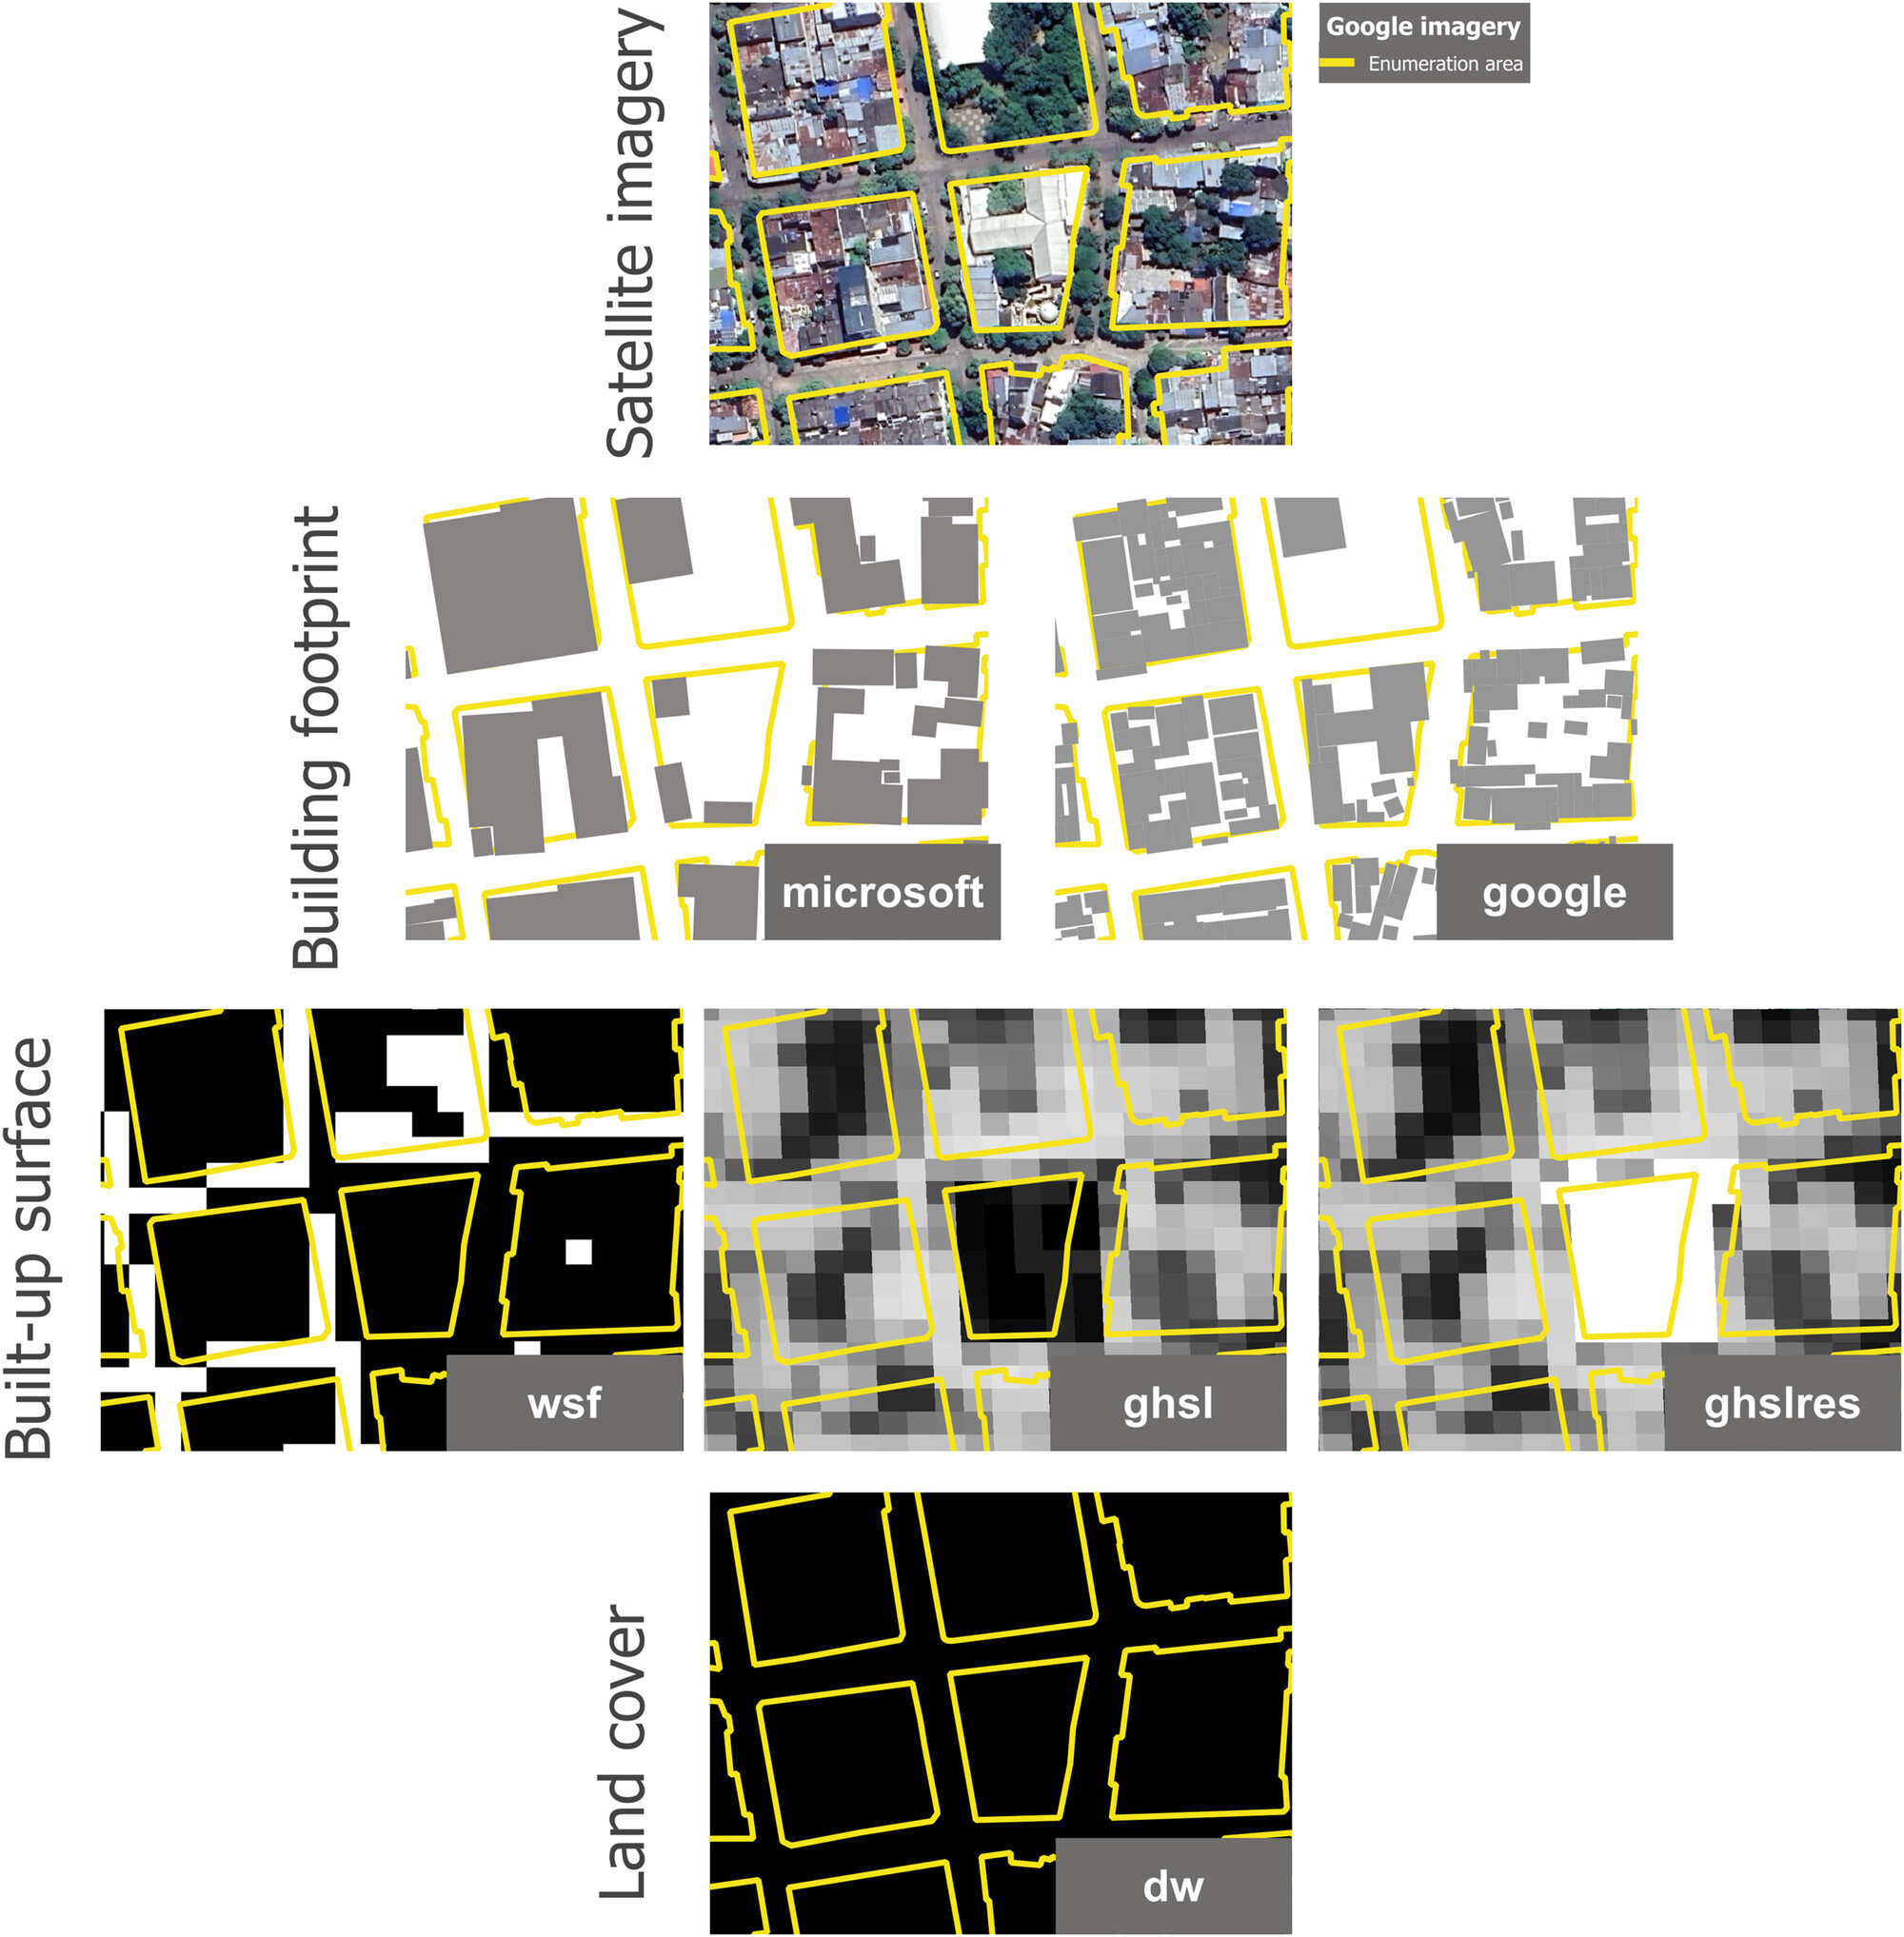 Satellite imagery
Google imagery
Enumeration area
Building footprint
microsoft
google
Built-up surface
wsf
ghsl
ghslres
Land cover
dw